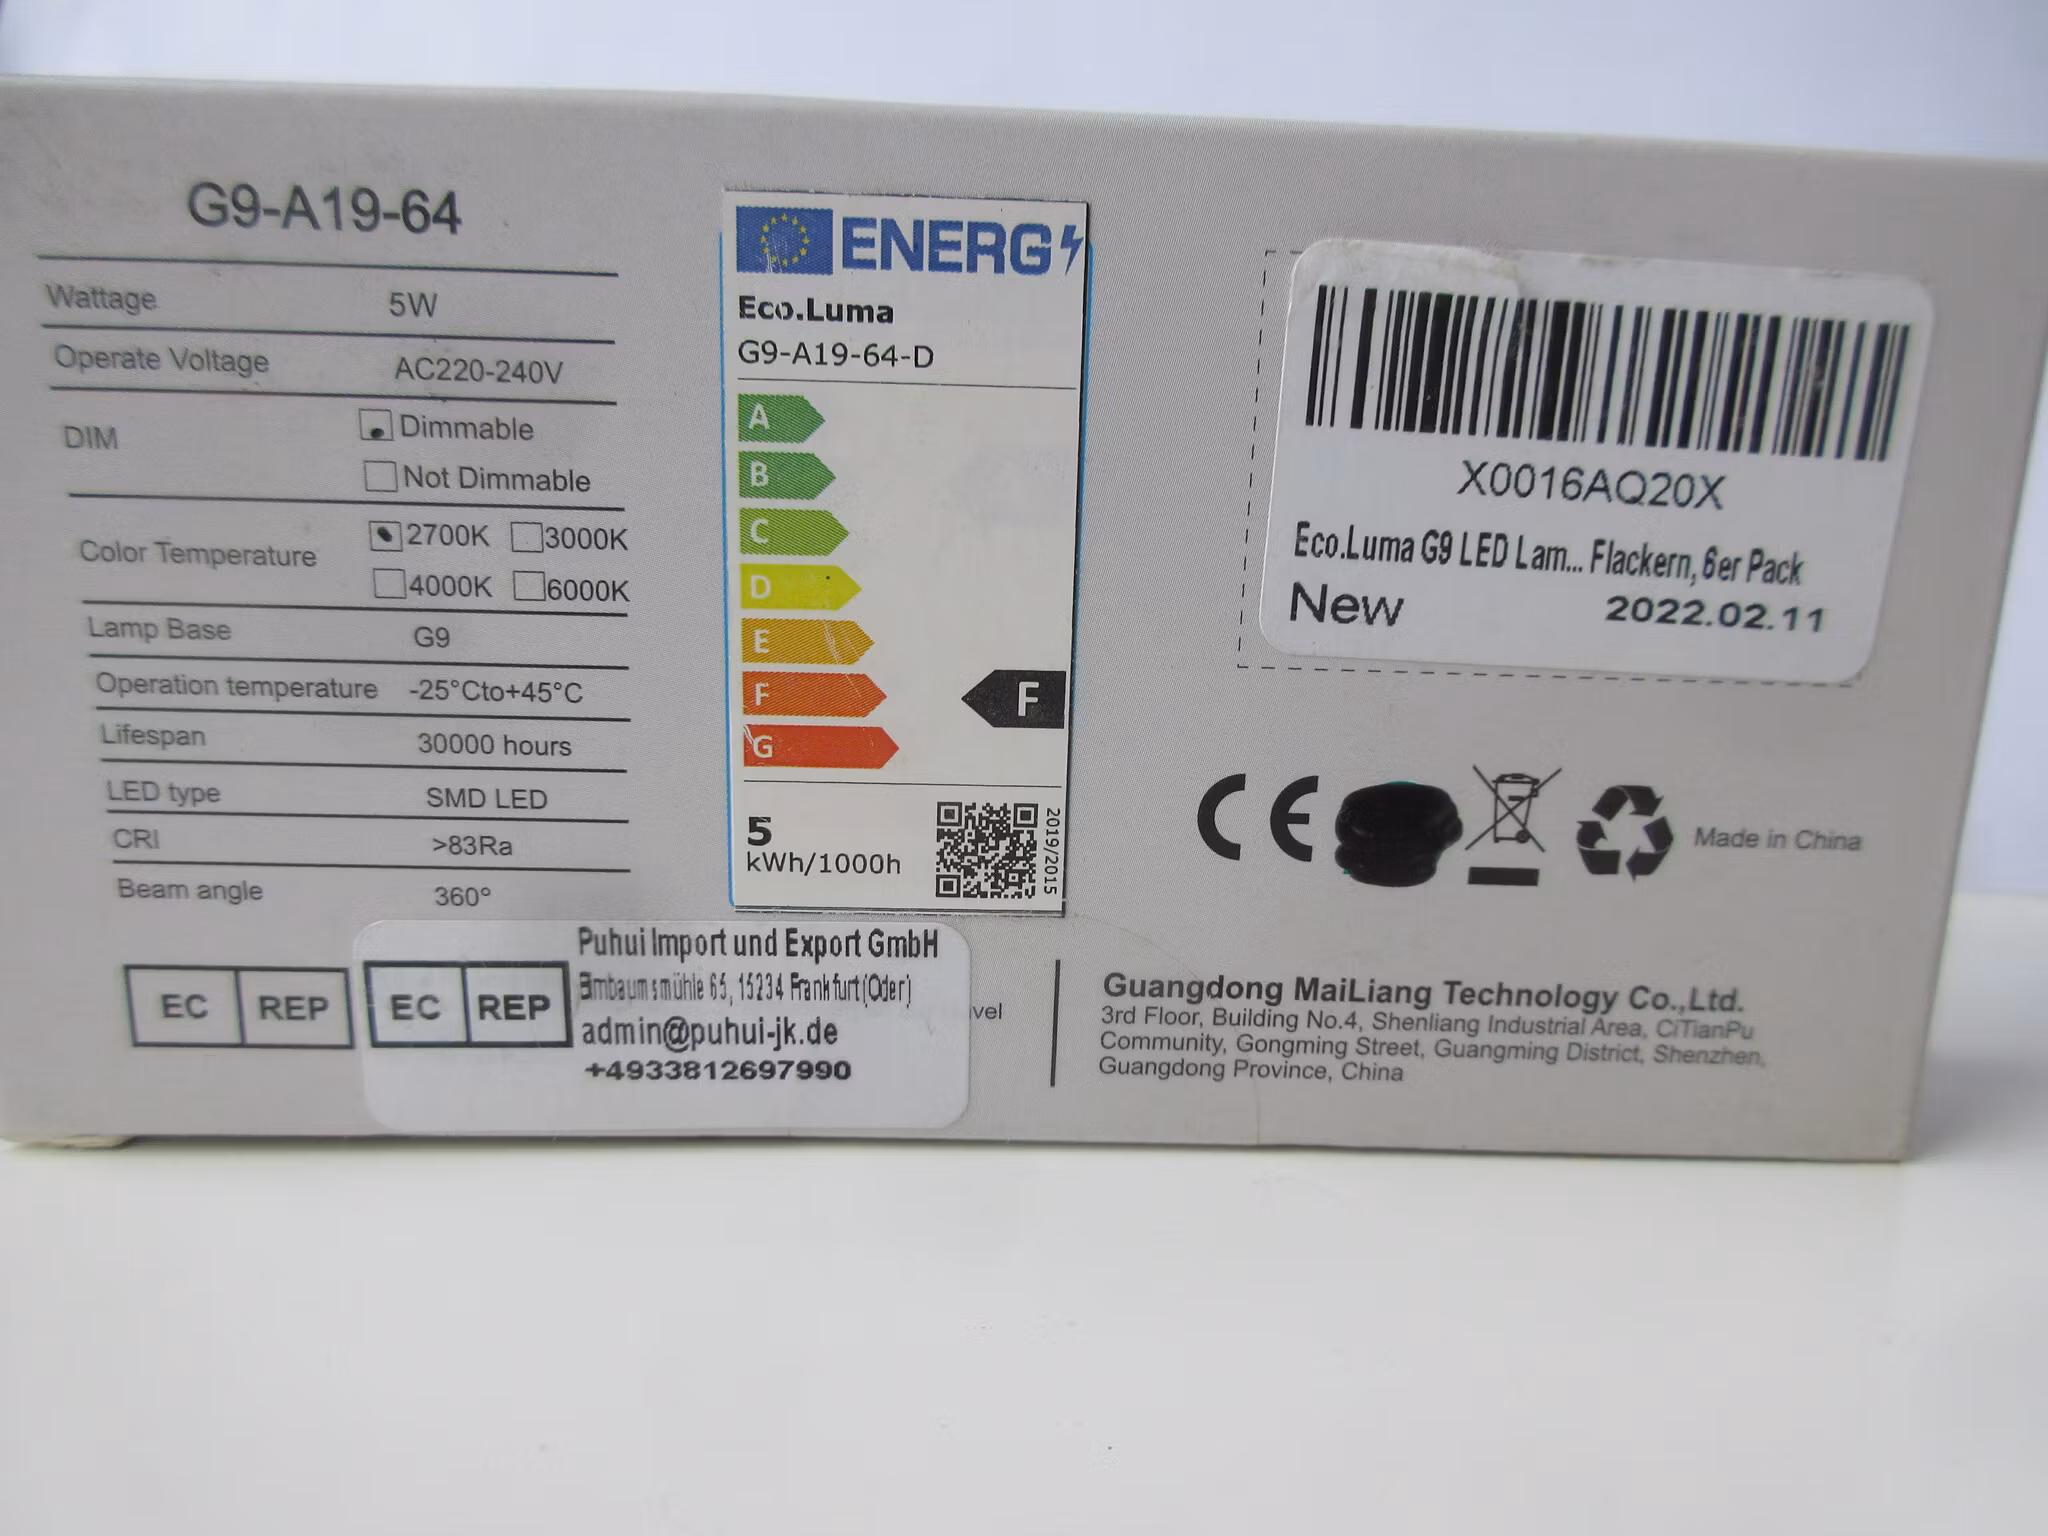 G9-A19-64
Wattage 5W
Operate Voltage AC220-240V
DIM Dimmable
Not Dimmable
Color Temperature 2700K 3000K
4000K 6000K
Lamp Base G9
Operation temperature -25°Cto+45°C
Lifespan 30000 hours
LED type SMD LED
CRI >83Ra
Beam angle 360°
EC REP
EC REP
Puhui Import und Export GmbH
65, 15234 Frankfurt(Oder)
admin@puhui-jk.de
+4933812697990
vel
ENERG
Eco.Luma
G9-A19-64-D
A
B
C
D
E
F
G
F
5
kWh/1000h
2019/2015
X0016AQ20X
Eco.Luma G9 LED Lam... Flackern, 6er Pack
New 2022.02.11
CE
Made in China
Guangdong MaiLiang Technology Co.,Ltd.
3rd Floor, Building No.4, Shenliang Industrial Area, CiTianPu
Community, Gongming Street, Guangming District, Shenzhen,
Guangdong Province, China